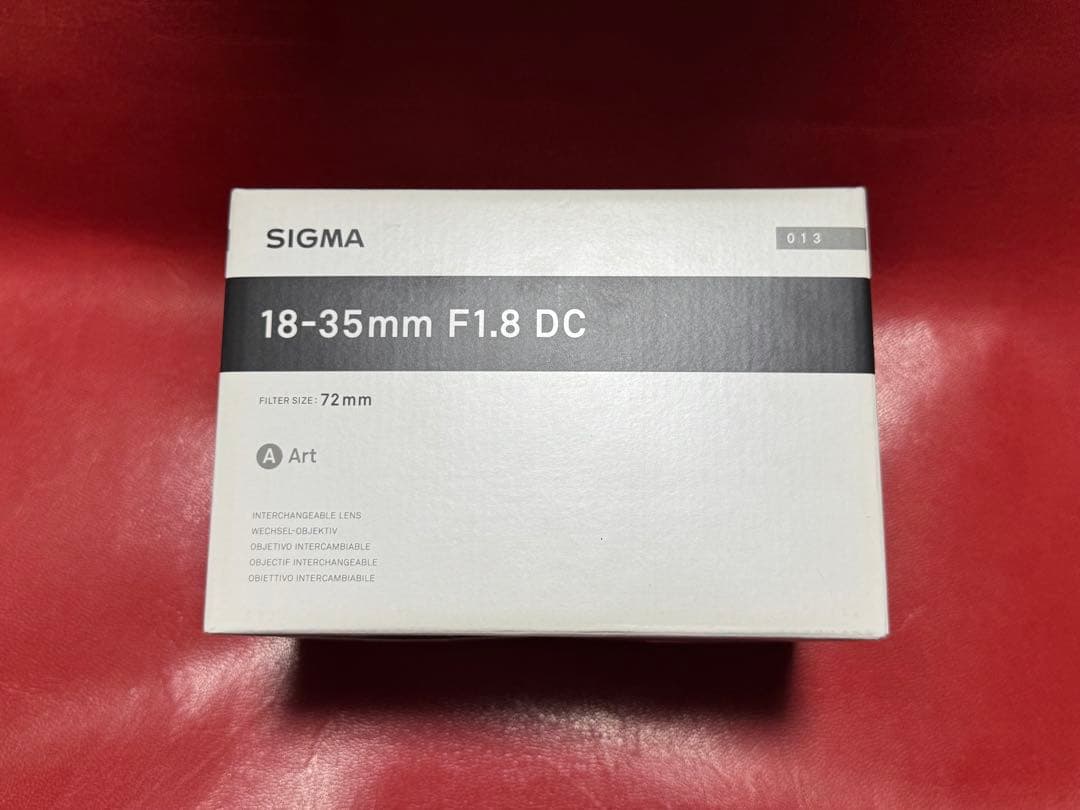 SIGMA
013
18-35mm F1.8 DC
FILTER SIZE: 72mm
A Art
INTERCHANGEABLE LENS
WECHSEL-OBJEKTIV
OBJETIVO INTERCAMBIABLE
OBJECTIF INTERCHANGEABLE
OBIETTIVO INTERCAMBIABILE